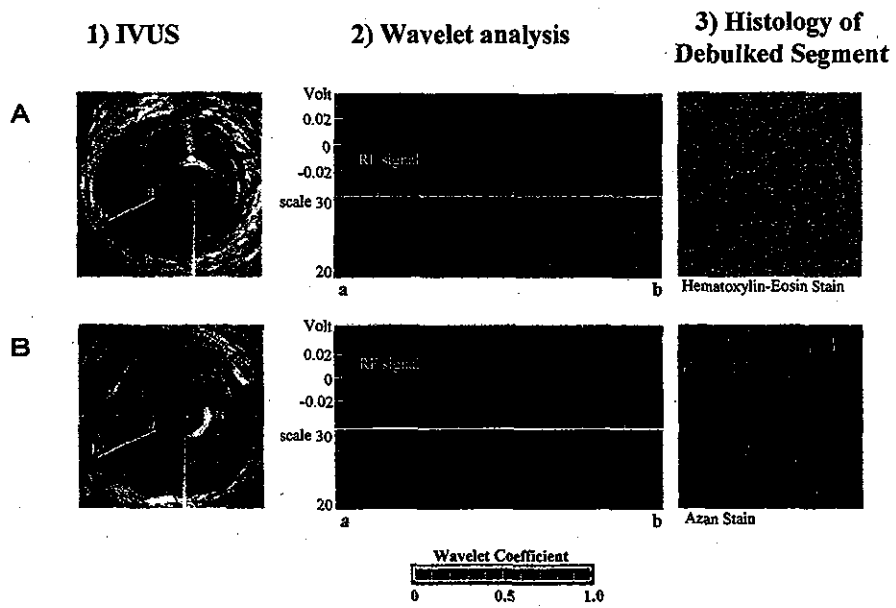 1) IVUS
2) Wavelet analysis
3) Histology of
Debulked Segment
A
Volt
0.02
0
-0.02
RF signal
scale 30
20
a
b
Hematoxylin-Eosin Stain
B
Volt
0.02
0
-0.02
RF signal
scale 30
20
a
b
Azan Stain
Wavelet Coefficient
0
0.5
1.0